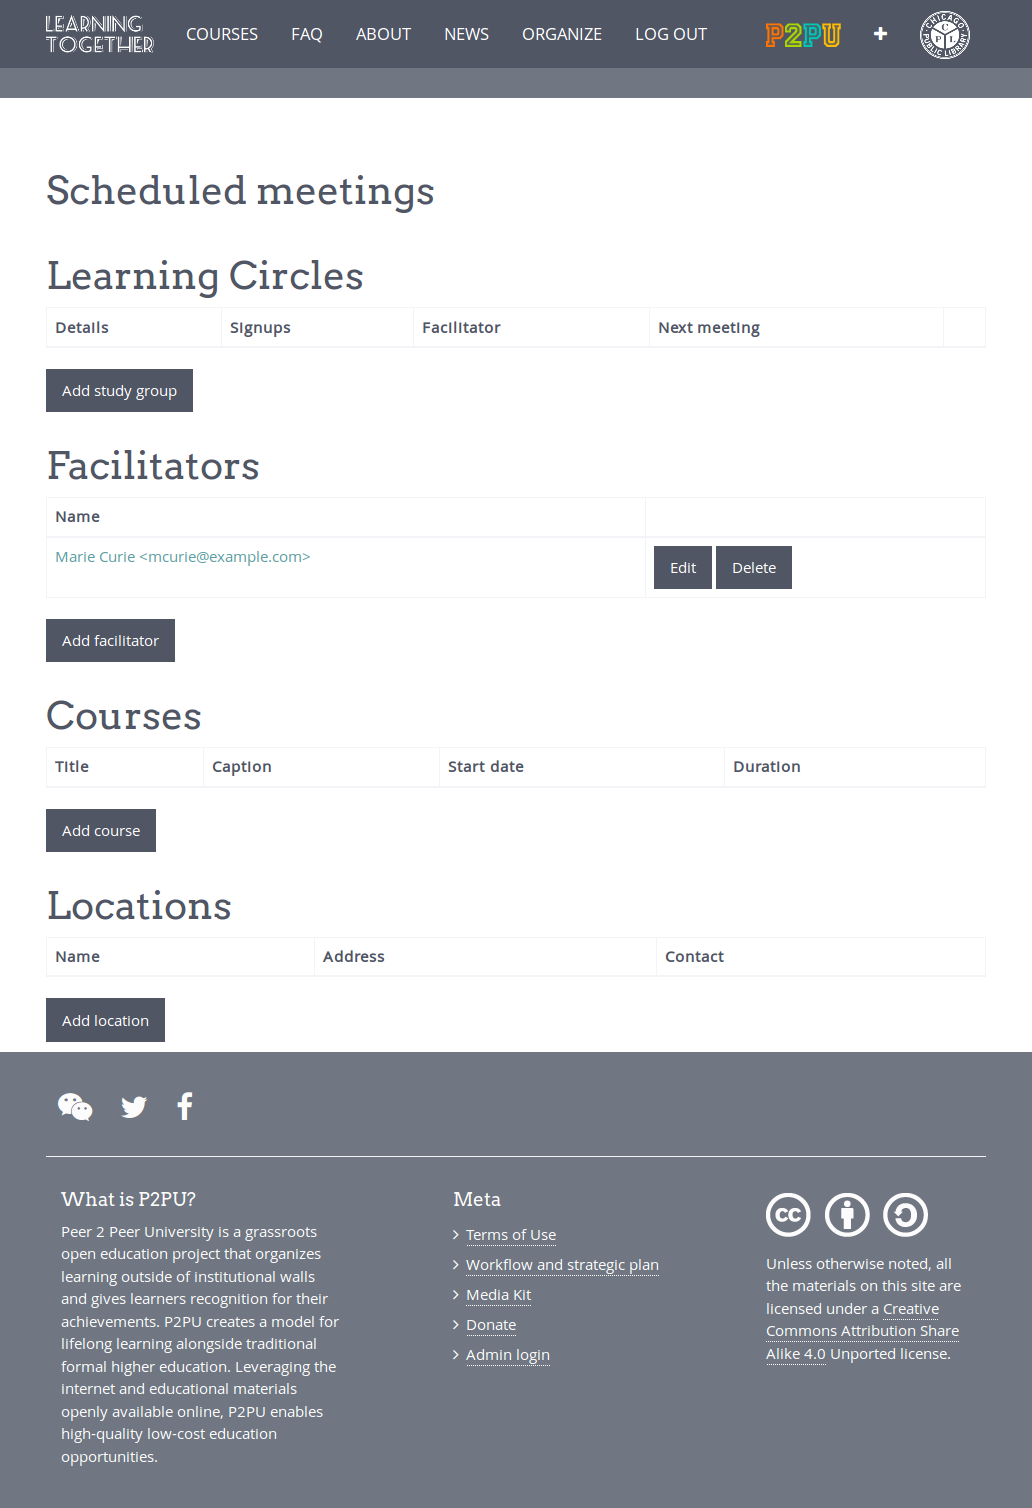 LEARNING
TOGETHER
COURSES FAQ ABOUT NEWS ORGANIZE LOG OUT P2PU CHICAGO PUBLIC LIBRARY CPL
Scheduled meetings
Learning Circles
Details Signups Facilitator Next meeting
Add study group
Facilitators
Name
Marie Curie <mcurie@example.com> Edit Delete
Add facilitator
Courses
Title Caption Start date Duration
Add course
Locations
Name Address Contact
Add location
What is P2PU?
Peer 2 Peer University is a grassroots
open education project that organizes
learning outside of institutional walls
and gives learners recognition for their
achievements. P2PU creates a model for
lifelong learning alongside traditional
formal higher education. Leveraging the
internet and educational materials
openly available online, P2PU enables
high-quality low-cost education
opportunities.
Meta
Terms of Use
Workflow and strategic plan
Media Kit
Donate
Admin login
cc
Unless otherwise noted, all
the materials on this site are
licensed under a Creative
Commons Attribution Share
Alike 4.0 Unported license.